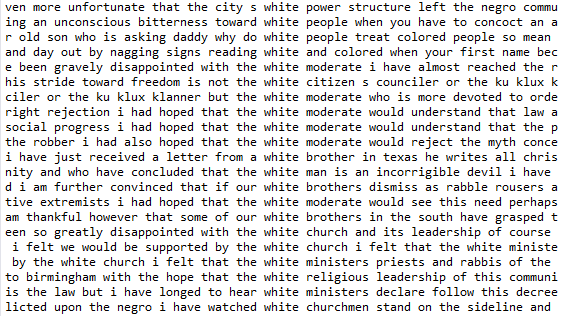 ven more unfortunate that the city s white power structure left the negro commu
ing an unconscious bitterness toward white people when you have to concoct an a
r old son who is asking daddy why do white people treat colored people so mean
and day out by nagging signs reading white and colored when your first name bec
e been gravely disappointed with the white moderate i have almost reached the r
his stride toward freedom is not the white citizen s counciler or the ku klux k
ciler or the ku klux klanner but the white moderate who is more devoted to orde
right rejection i had hoped that the white moderate would understand that law a
social progress i had hoped that the white moderate would understand that the p
the robber i had also hoped that the white moderate would reject the myth conce
i have just received a letter from a white brother in texas he writes all chris
nity and who have concluded that the white man is an incorrigible devil i have
d i am further convinced that if our white brothers dismiss as rabble rousers a
tive extremists i had hoped that the white moderate would see this need perhaps
am thankful however that some of our white brothers in the south have grasped t
een so greatly disappointed with the white church and its leadership of course
i felt we would be supported by the white church i felt that the white ministe
by the white church i felt that the white ministers priests and rabbis of the
to birmingham with the hope that the white religious leadership of this communi
is the law but i have longed to hear white ministers declare follow this decree
licted upon the negro i have watched white churchmen stand on the sideline and